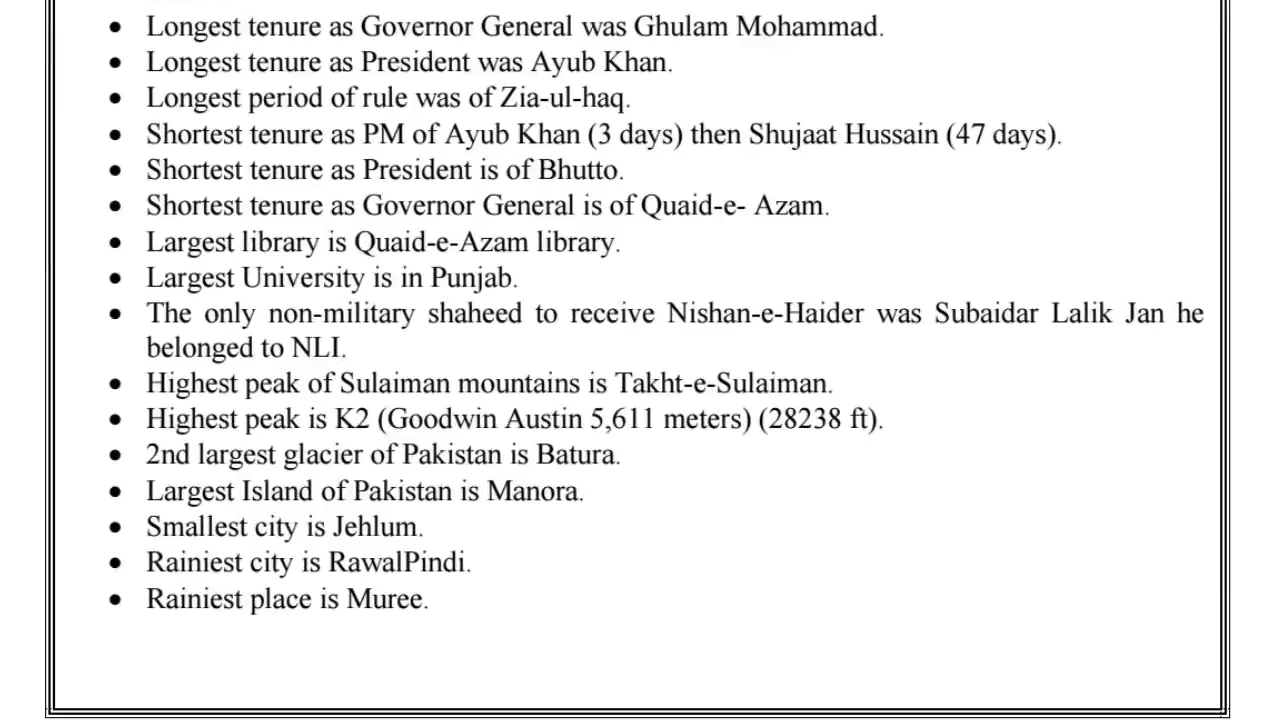 • Longest tenure as Governor General was Ghulam Mohammad.
• Longest tenure as President was Ayub Khan.
• Longest period of rule was of Zia-ul-haq.
• Shortest tenure as PM of Ayub Khan (3 days) then Shujaat Hussain (47 days).
• Shortest tenure as President is of Bhutto.
• Shortest tenure as Governor General is of Quaid-e- Azam.
• Largest library is Quaid-e-Azam library.
• Largest University is in Punjab.
• The only non-military shaheed to receive Nishan-e-Haider was Subaidar Lalik Jan he
belonged to NLI.
• Highest peak of Sulaiman mountains is Takht-e-Sulaiman.
• Highest peak is K2 (Goodwin Austin 5,611 meters) (28238 ft).
• 2nd largest glacier of Pakistan is Batura.
• Largest Island of Pakistan is Manora.
• Smallest city is Jehlum.
• Rainiest city is RawalPindi.
• Rainiest place is Muree.